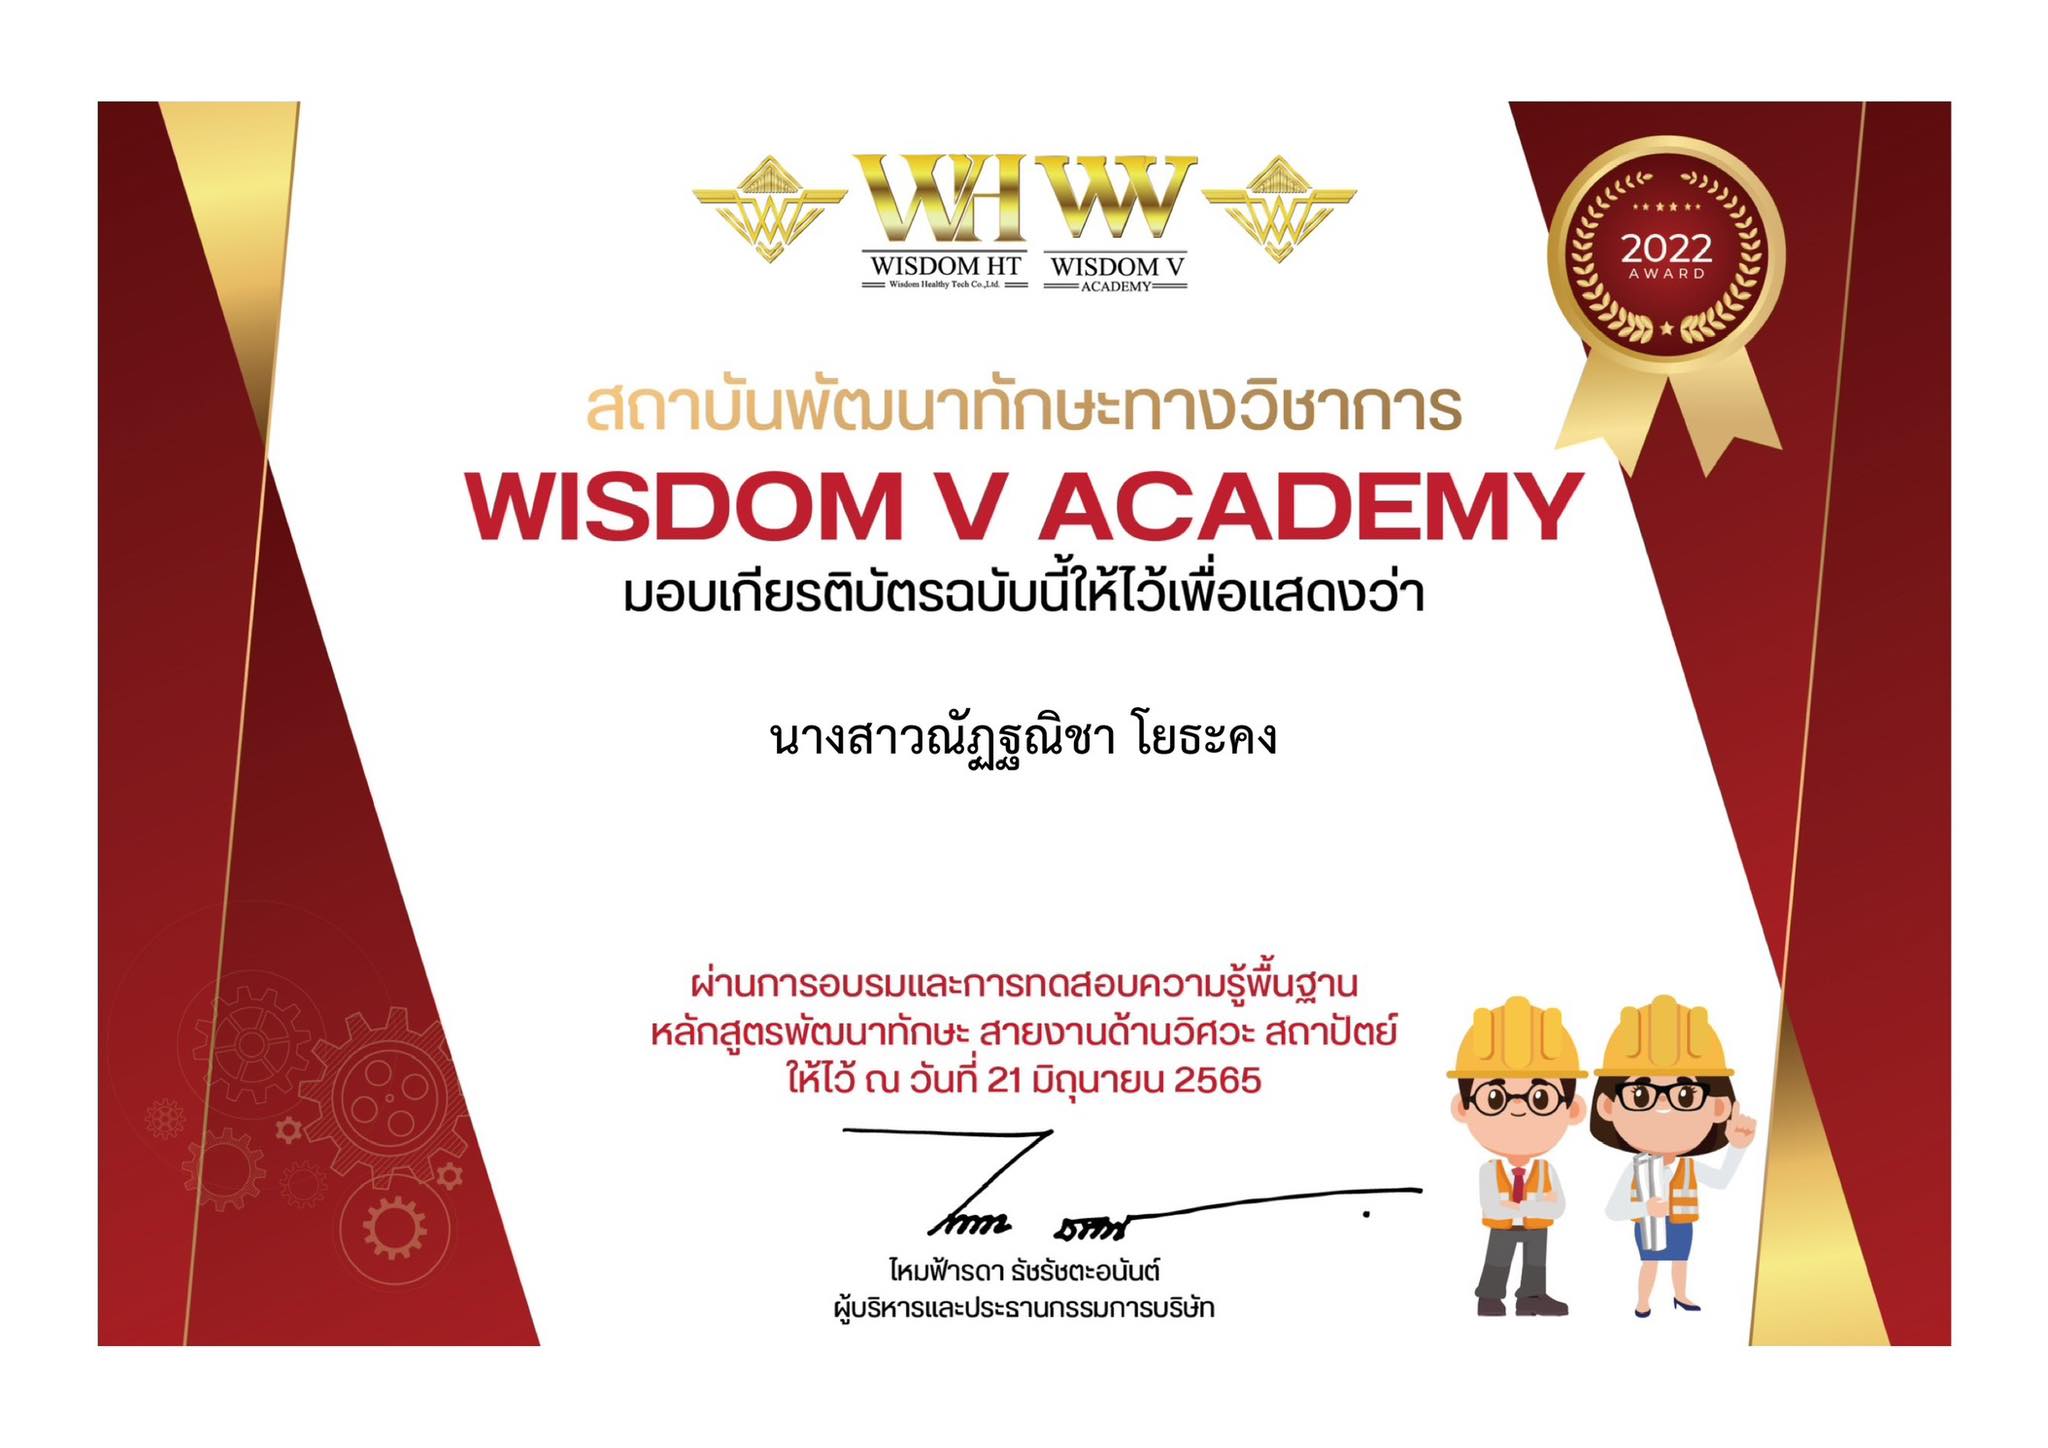 WH
WV
WISDOM HT
Wisdom Healthy Tech Co.,Ltd.
WISDOM V
ACADEMY
2022
AWARD
สถาบันพัฒนาทักษะทางวิชาการ
WISDOM V ACADEMY
มอบเกียรติบัตรฉบับนี้ให้ไว้เพื่อแสดงว่า
นางสาวณัฏฐณิชา โยธะคง
ผ่านการอบรมและการทดสอบความรู้พื้นฐาน
หลักสูตรพัฒนาทักษะ สายงานด้านวิศวะ สถาปัตย์
ให้ไว้ ณ วันที่ 21 มิถุนายน 2565
ไหมฟ้ารดา ธัชรัชตะอนันต์
ผู้บริหารและประธานกรรมการบริษัท